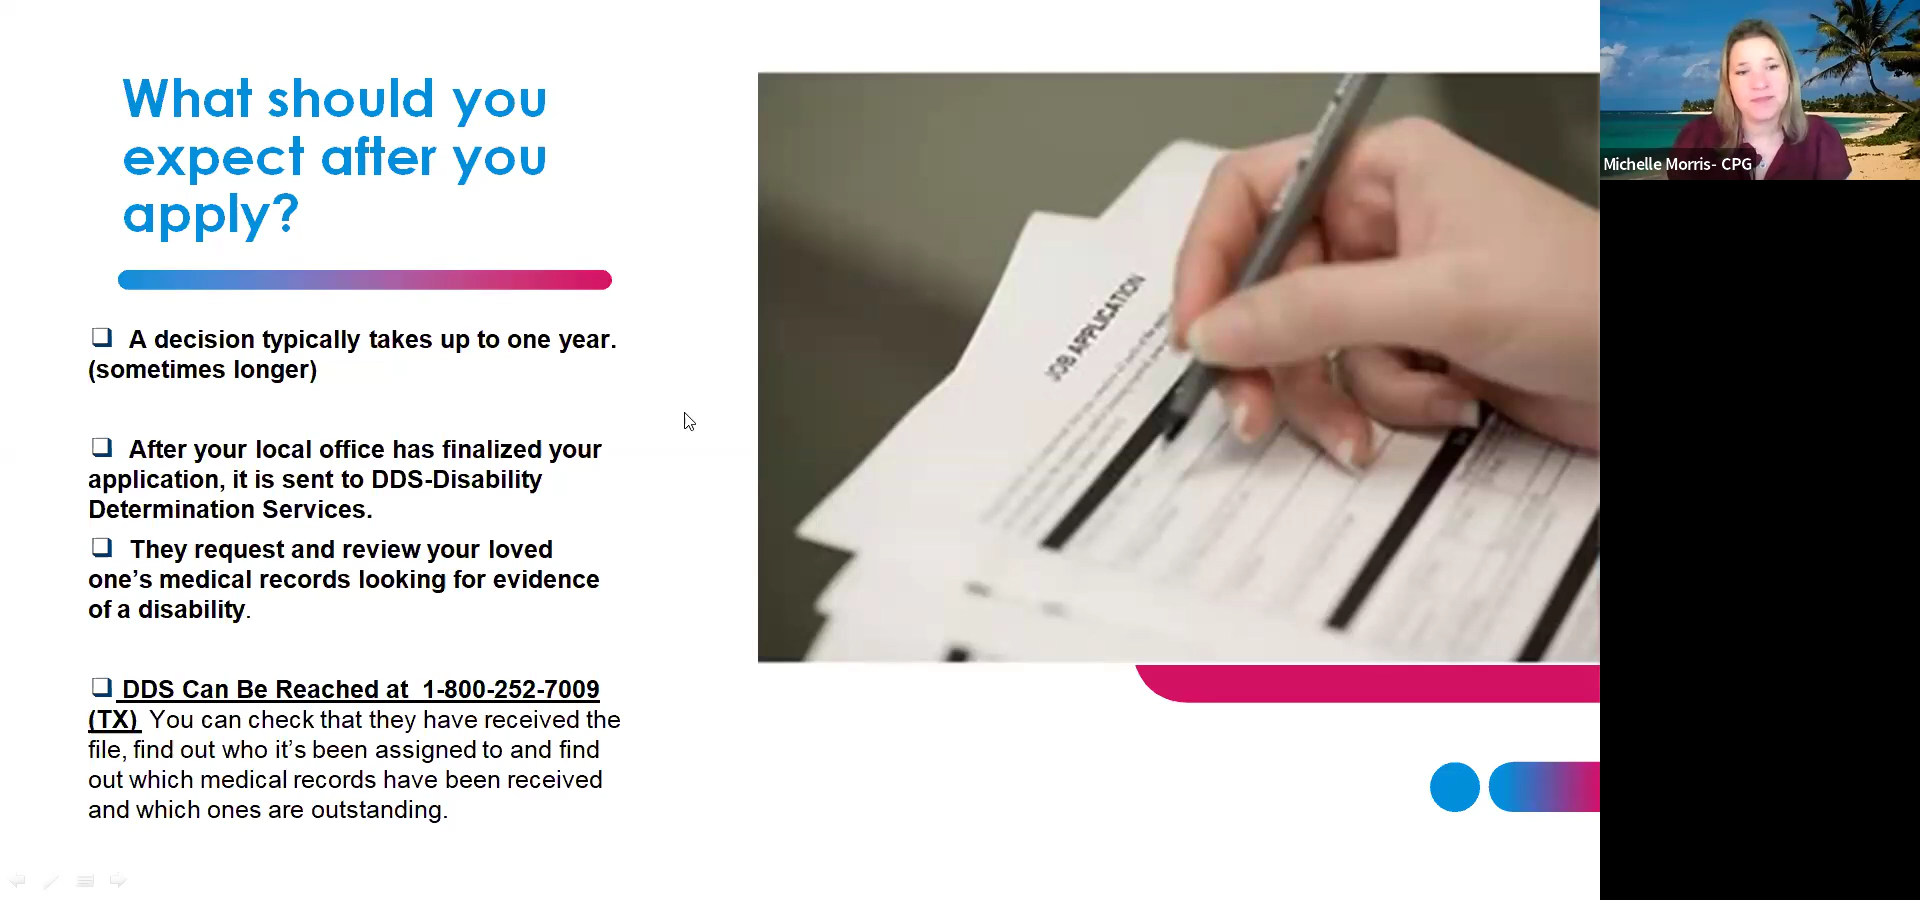 What should you
expect after you
apply?
❑ A decision typically takes up to one year.
(sometimes longer)
❑ After your local office has finalized your
application, it is sent to DDS-Disability
Determination Services.
❑ They request and review your loved
one’s medical records looking for evidence
of a disability.
❑ DDS Can Be Reached at 1-800-252-7009
(TX) You can check that they have received the
file, find out who it’s been assigned to and find
out which medical records have been received
and which ones are outstanding.
JOB APPLICATION
Michelle Morris- CPG